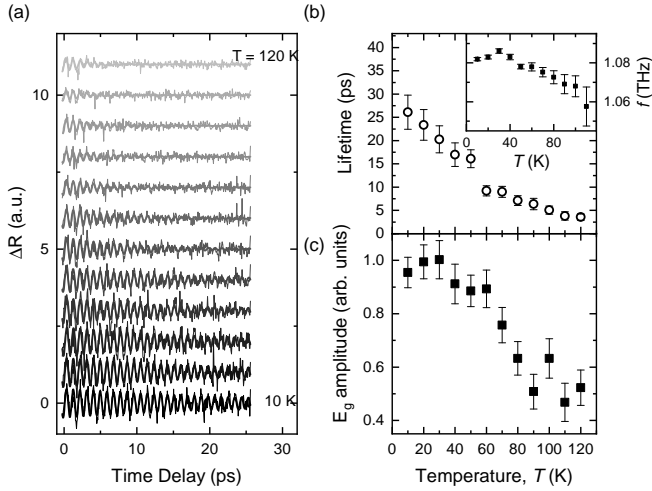 (a)
T = 120 K
10
5
0
ΔR (a.u.)
10 K
0
10
20
30
Time Delay (ps)
(b)
40
35
30
25
20
15
10
5
0
Lifetime (ps)
1.08
1.06
f (THz)
0
40
80
T (K)
(c)
1.0
0.8
0.6
0.4
E_g amplitude (arb. units)
0 20 40 60 80 100 120
Temperature, T (K)